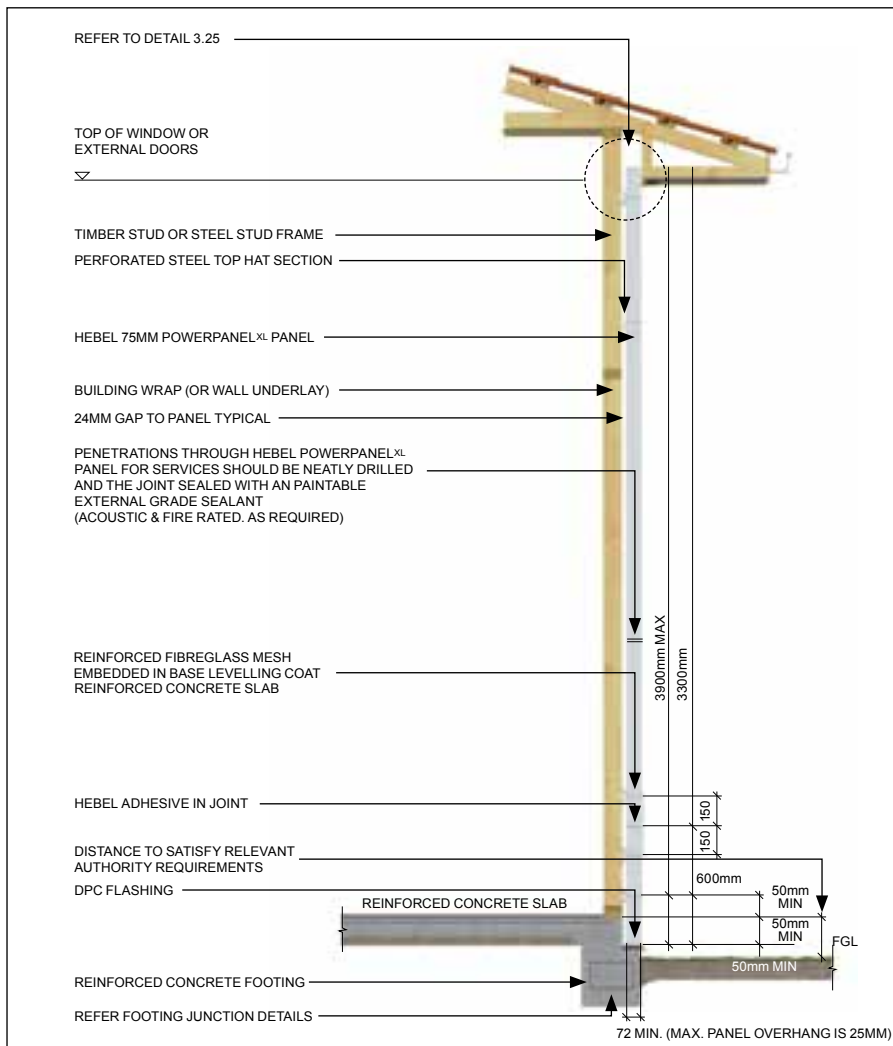 REFER TO DETAIL 3.25
TOP OF WINDOW OR
EXTERNAL DOORS
TIMBER STUD OR STEEL STUD FRAME
PERFORATED STEEL TOP HAT SECTION
HEBEL 75MM POWERPANELXL PANEL
BUILDING WRAP (OR WALL UNDERLAY)
24MM GAP TO PANEL TYPICAL
PENETRATIONS THROUGH HEBEL POWERPANELXL
PANEL FOR SERVICES SHOULD BE NEATLY DRILLED
AND THE JOINT SEALED WITH AN PAINTABLE
EXTERNAL GRADE SEALANT
(ACOUSTIC & FIRE RATED. AS REQUIRED)
3900mm MAX
3300mm
REINFORCED FIBREGLASS MESH
EMBEDDED IN BASE LEVELLING COAT
REINFORCED CONCRETE SLAB
HEBEL ADHESIVE IN JOINT
150
150
DISTANCE TO SATISFY RELEVANT
AUTHORITY REQUIREMENTS
600mm
DPC FLASHING
50mm
MIN
REINFORCED CONCRETE SLAB
50mm
MIN
FGL
50mm MIN
REINFORCED CONCRETE FOOTING
REFER FOOTING JUNCTION DETAILS
72 MIN. (MAX. PANEL OVERHANG IS 25MM)